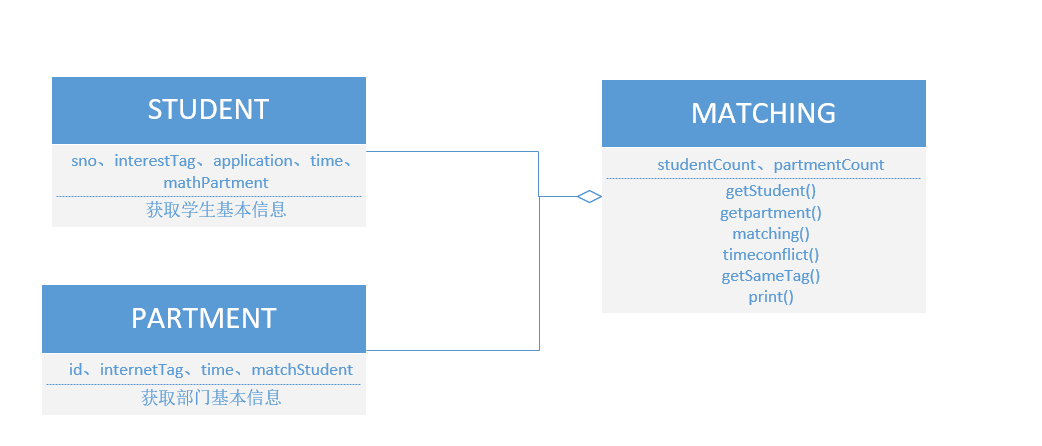 STUDENT
sno、interestTag、application、time、
mathPartment
获取学生基本信息
PARTMENT
id、internetTag、time、matchStudent
获取部门基本信息
MATCHING
studentCount、partmentCount
getStudent()
getpartment()
matching()
timeconflict()
getSameTag()
print()